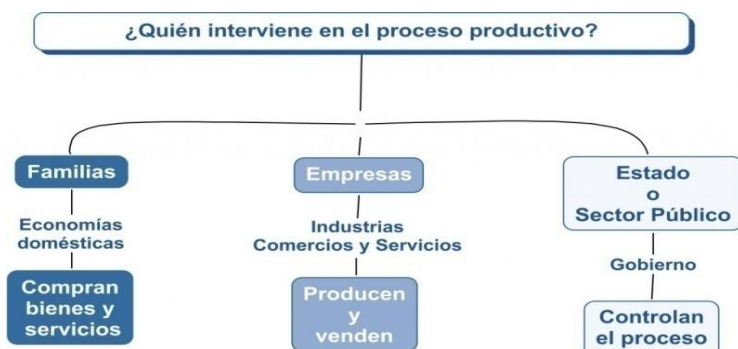 ¿Quién interviene en el proceso productivo?
Familias
Economías
domésticas
Compran
bienes y
servicios
Empresas
Industrias
Comercios y Servicios
Producen
y
venden
Estado
o
Sector Público
Gobierno
Controlan
el proceso